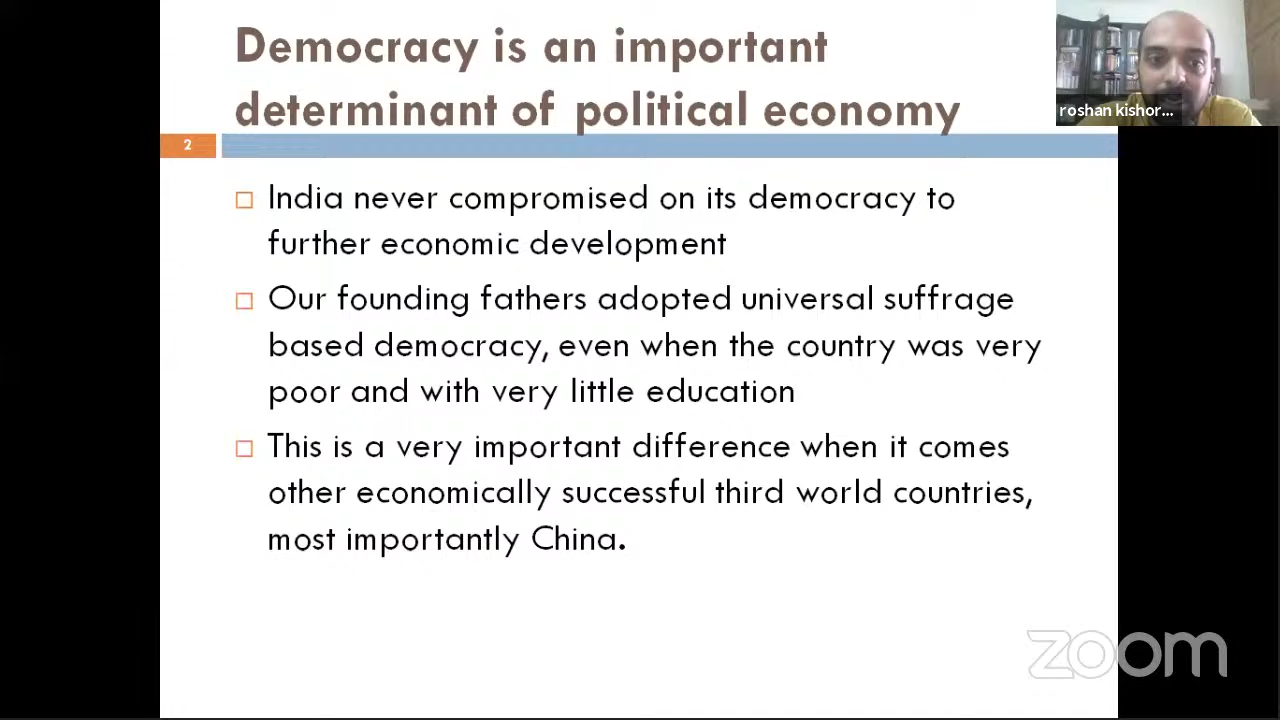 Democracy is an important
determinant of political economy
roshan kishor...
2
India never compromised on its democracy to
further economic development
Our founding fathers adopted universal suffrage
based democracy, even when the country was very
poor and with very little education
This is a very important difference when it comes
other economically successful third world countries,
most importantly China.
zoom